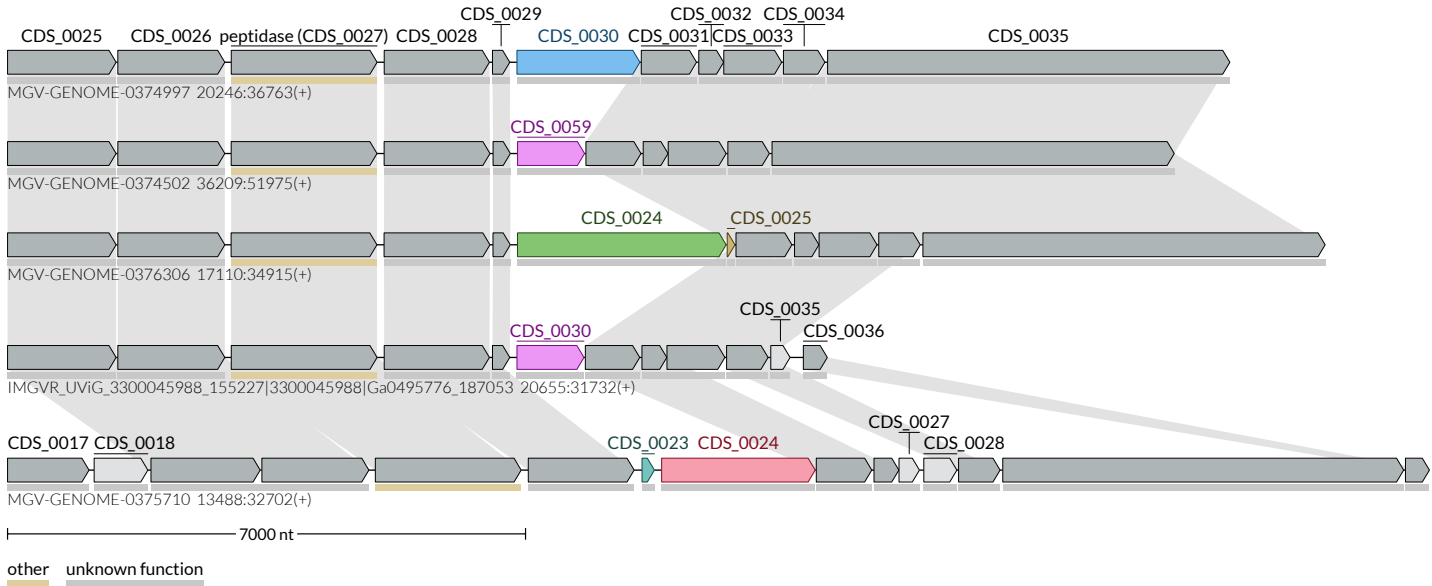 CDS_0029 CDS_0032 CDS_0034
CDS_0025 CDS_0026 peptidase (CDS_0027) CDS_0028 CDS_0030 CDS_0031 CDS_0033 CDS_0035
MGV-GENOME-0374997 20246:36763(+)
CDS_0059
MGV-GENOME-0374502 36209:51975(+)
CDS_0024 CDS_0025
MGV-GENOME-0376306 17110:34915(+)
CDS_0035
CDS_0030 CDS_0036
IMGVR_UViG_3300045988_155227|3300045988|Ga0495776_187053 20655:31732(+)
CDS_0027
CDS_0017 CDS_0018 CDS_0023 CDS_0024 CDS_0028
MGV-GENOME-0375710 13488:32702(+)
7000 nt
other unknown function